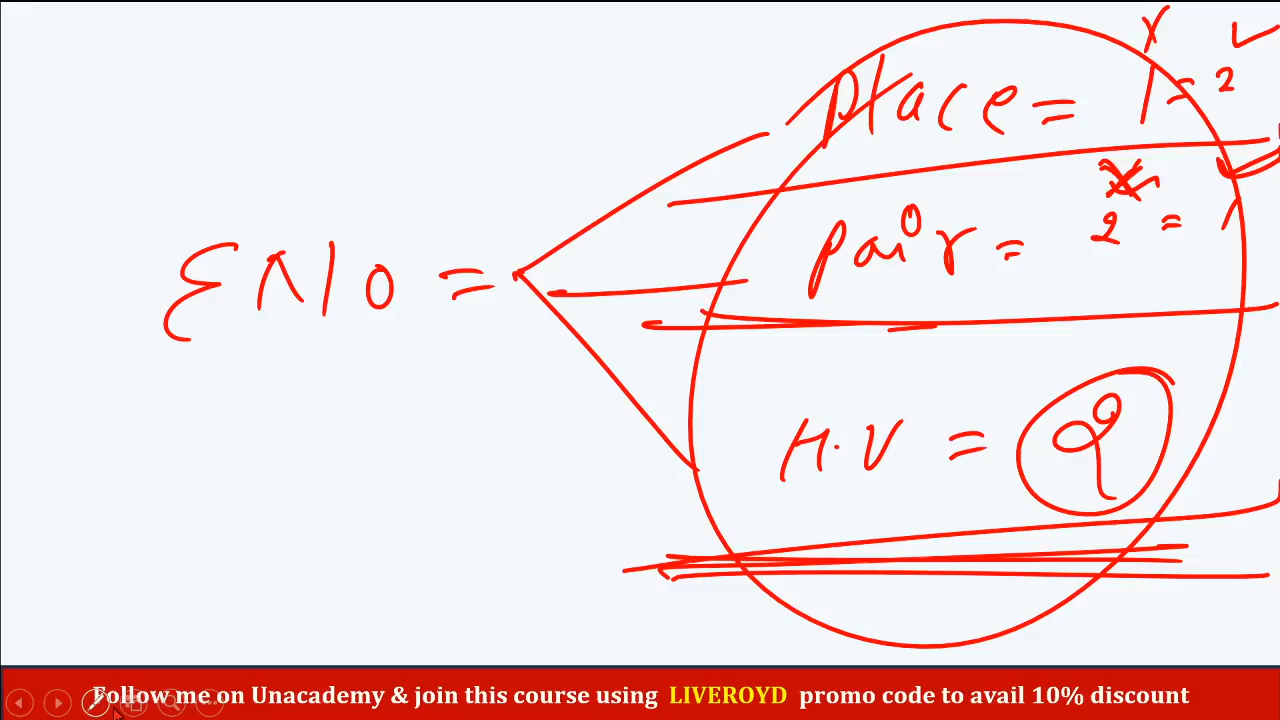 Place = 1 = 2
EN10 =
Pair = 2 = 1
H.V = 9
Follow me on Unacademy & join this course using LIVEROYD promo code to avail 10% discount